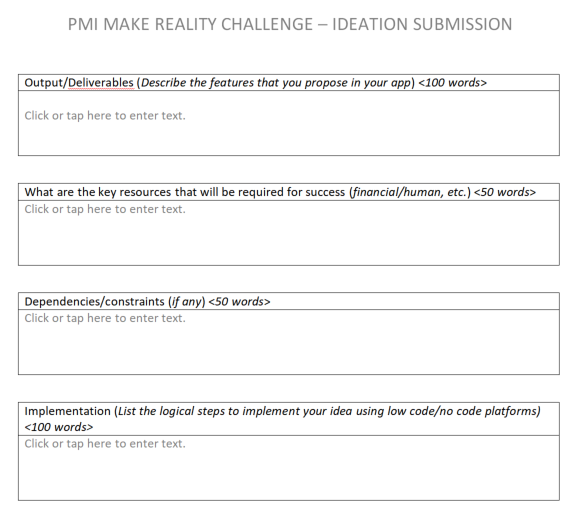 PMI MAKE REALITY CHALLENGE – IDEATION SUBMISSION
Output/Deliverables (Describe the features that you propose in your app) <100 words>
Click or tap here to enter text.
What are the key resources that will be required for success (financial/human, etc.) <50 words>
Click or tap here to enter text.
Dependencies/constraints (if any) <50 words>
Click or tap here to enter text.
Implementation (List the logical steps to implement your idea using low code/no code platforms)
<100 words>
Click or tap here to enter text.